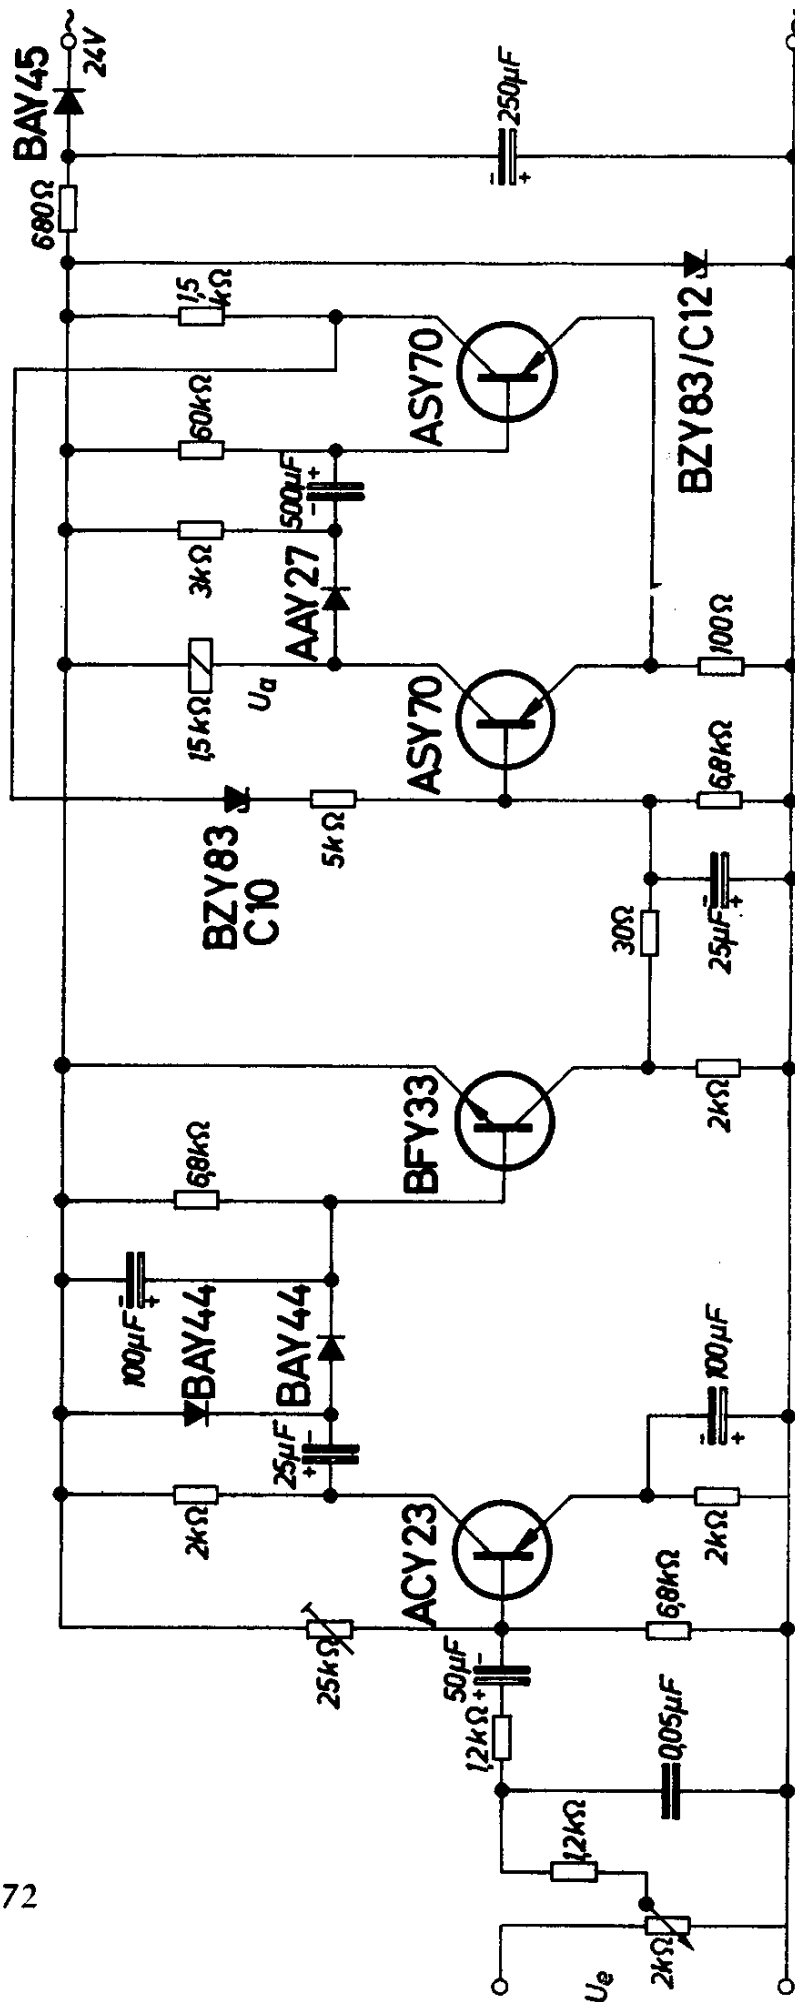 BAY45
~
24V
680Ω
250μF
-
+
1,5
kΩ
60kΩ
500μF
-
+
3kΩ
AAY27
ASY70
BZY83/C12
1,5kΩ
Ua
ASY70
100Ω
BZY83
C10
5kΩ
6,8kΩ
30Ω
25μF
-
+
BFY33
2kΩ
6,8kΩ
100μF
-
+
BAY44
BAY44
25μF
+
-
2kΩ
ACY23
100μF
-
+
2kΩ
25kΩ
6,8kΩ
50μF
+
-
1,2kΩ
0,05μF
1,2kΩ
2kΩ
Ue
72